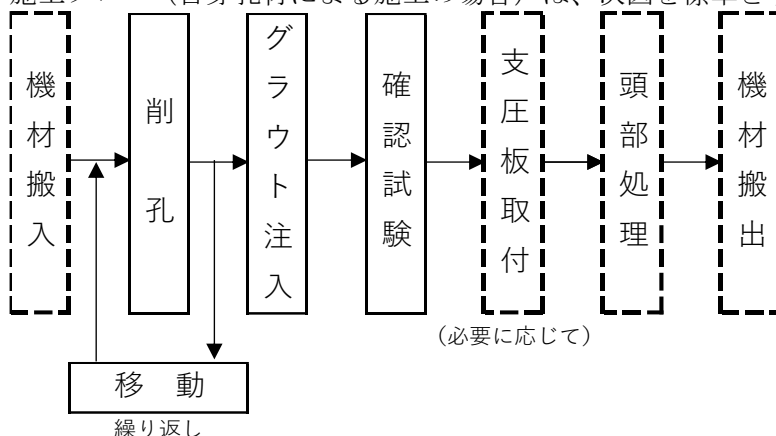 機材搬入
削孔
グラウト注入
確認試験
支圧板取付
頭部処理
機材搬出
(必要に応じて)
移 動
繰り返し